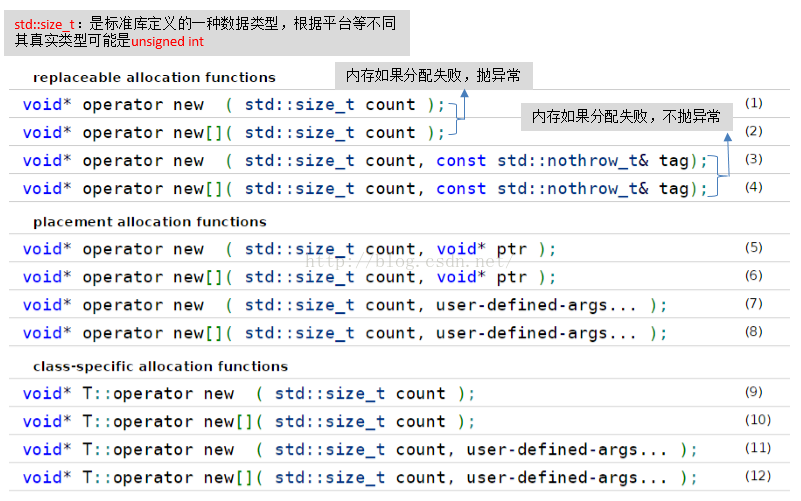 std::size_t：是标准库定义的一种数据类型，根据平台等不同
其真实类型可能是unsigned int
replaceable allocation functions
内存如果分配失败，抛异常
void* operator new  ( std::size_t count ); (1)
内存如果分配失败，不抛异常
void* operator new[]( std::size_t count ); (2)
void* operator new  ( std::size_t count, const std::nothrow_t& tag); (3)
void* operator new[]( std::size_t count, const std::nothrow_t& tag); (4)
placement allocation functions
void* operator new  ( std::size_t count, void* ptr ); (5)
http://blog.csdn.net/
void* operator new[]( std::size_t count, void* ptr ); (6)
void* operator new  ( std::size_t count, user-defined-args... ); (7)
void* operator new[]( std::size_t count, user-defined-args... ); (8)
class-specific allocation functions
void* T::operator new  ( std::size_t count ); (9)
void* T::operator new[]( std::size_t count ); (10)
void* T::operator new  ( std::size_t count, user-defined-args... ); (11)
void* T::operator new[]( std::size_t count, user-defined-args... ); (12)